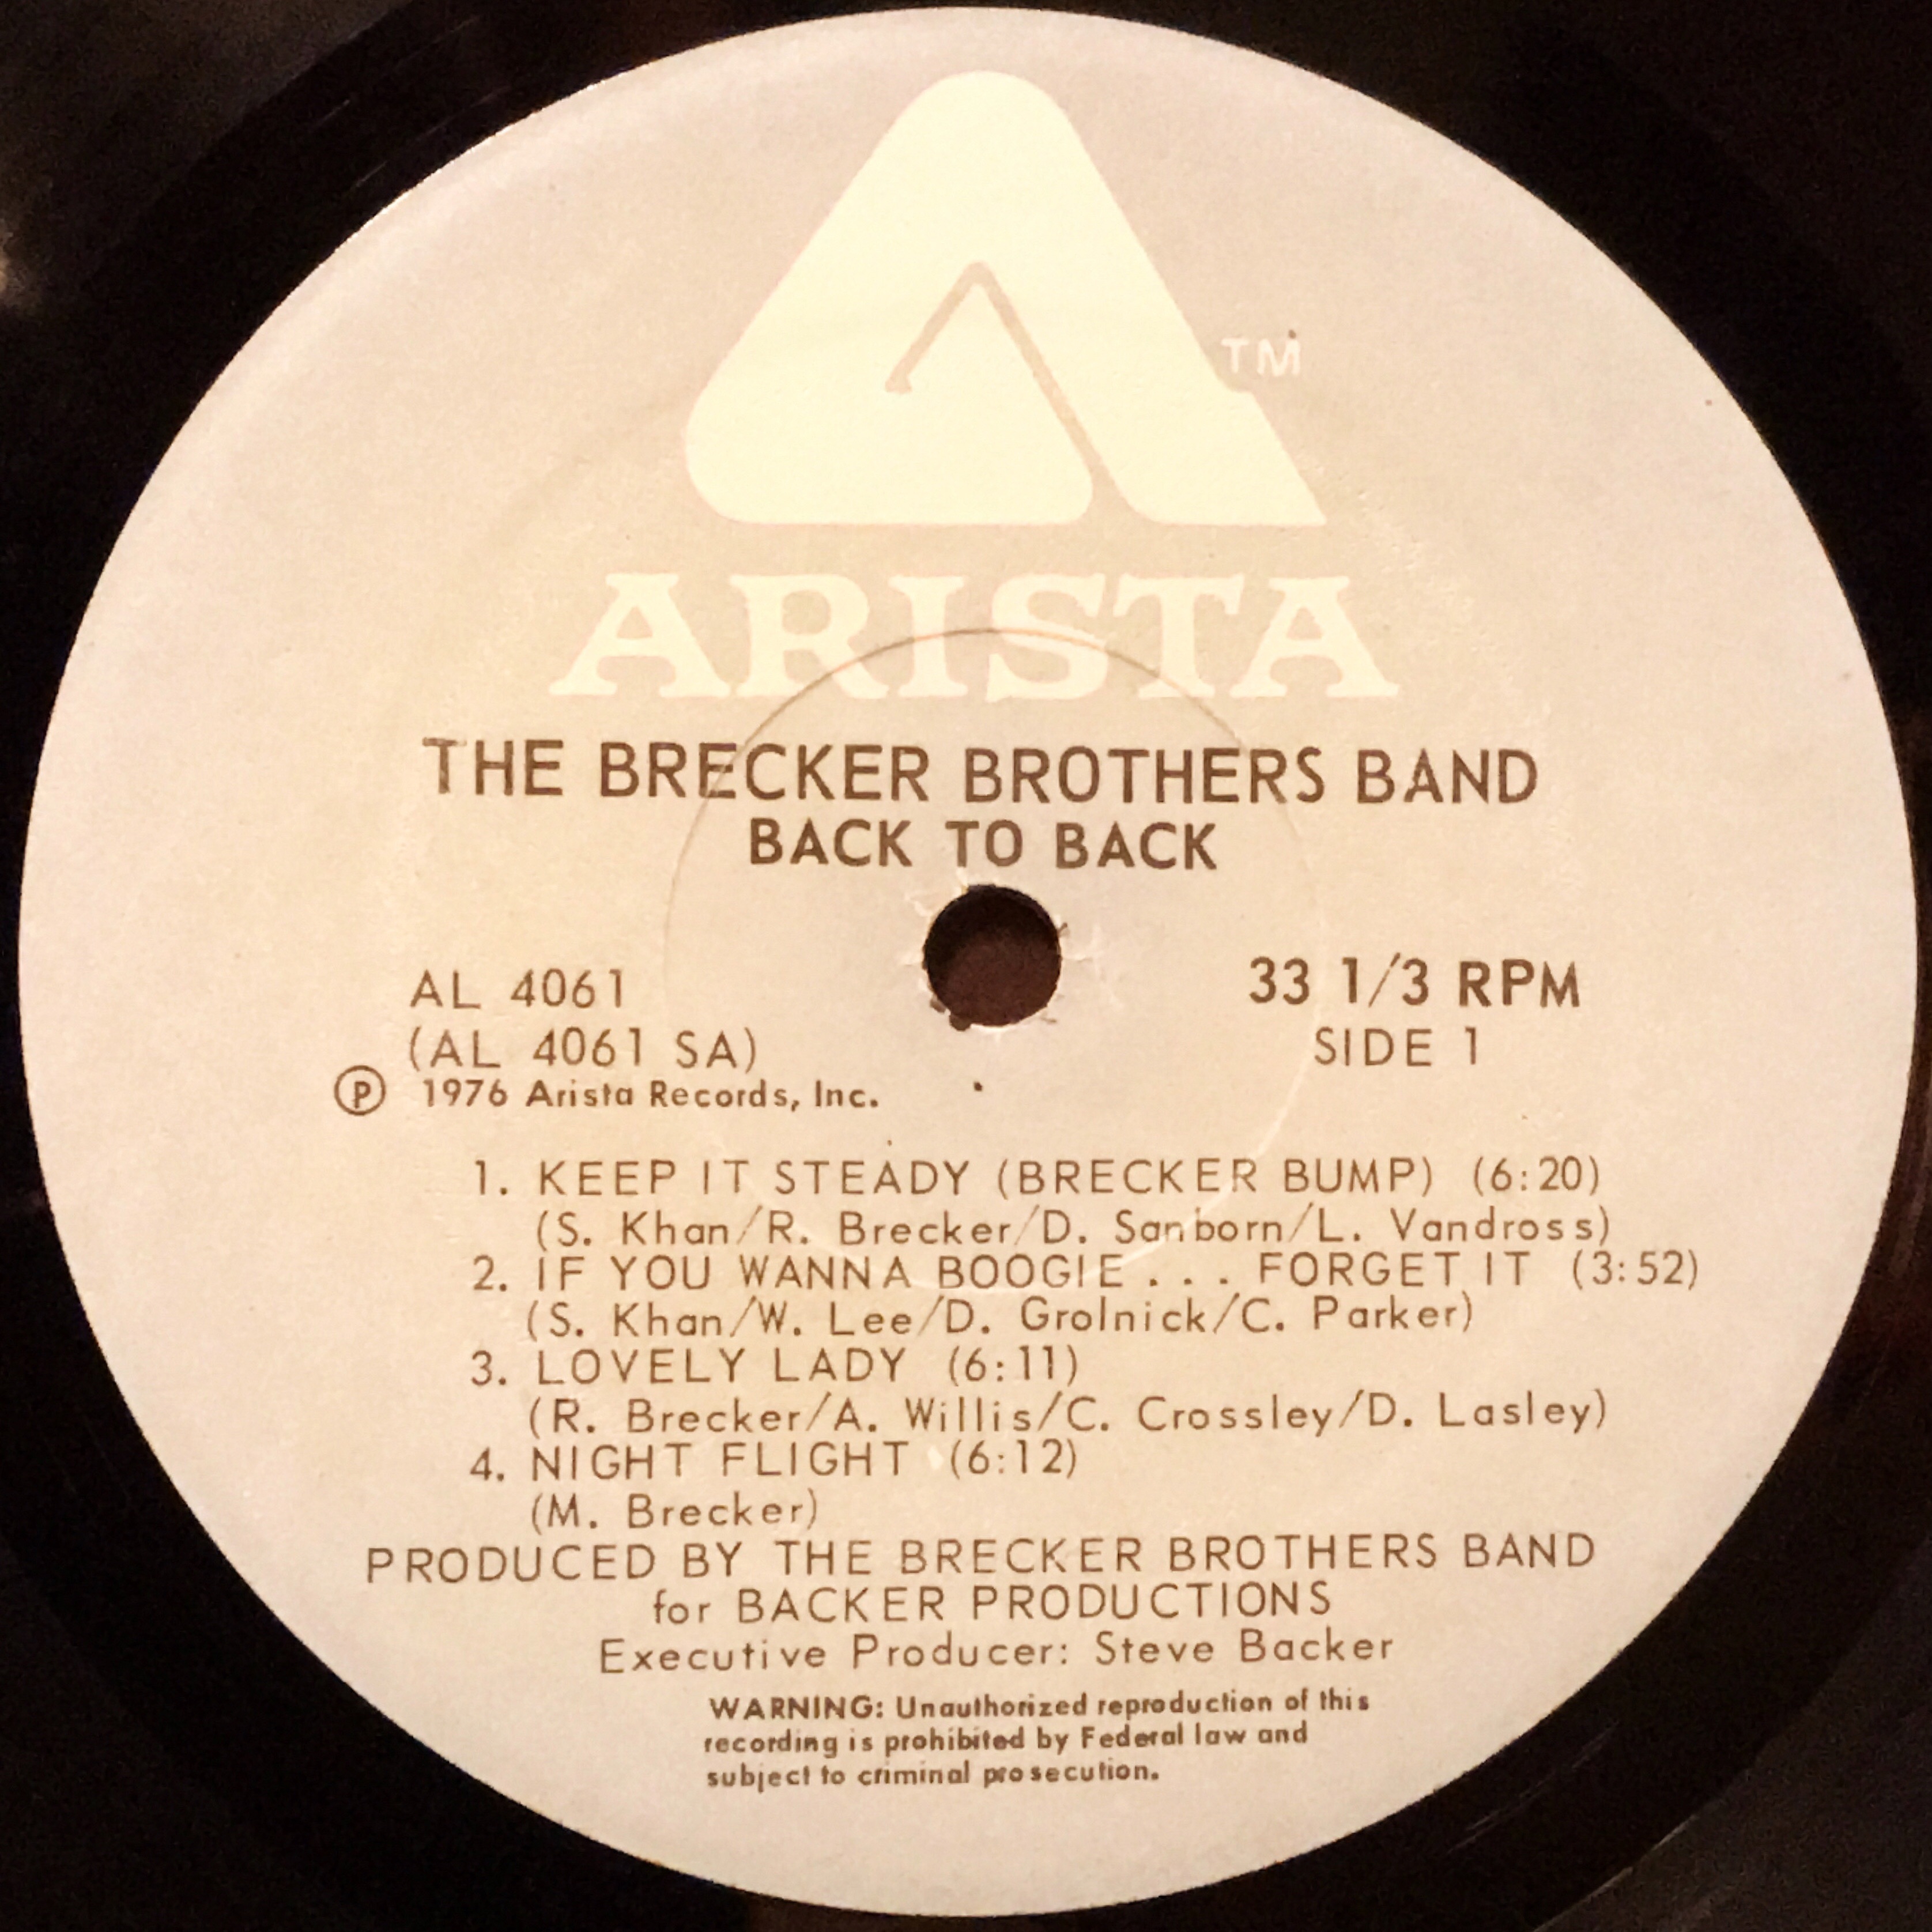 TM
ARISTA
THE BRECKER BROTHERS BAND
BACK TO BACK
AL 4061
(AL 4061 SA)
Ⓟ 1976 Arista Records, Inc.
33 1/3 RPM
SIDE 1
1. KEEP IT STEADY (BRECKER BUMP) (6:20)
(S. Khan/R. Brecker/D. Sanborn/L. Vandross)
2. IF YOU WANNA BOOGIE . . . FORGET IT (3:52)
(S. Khan/W. Lee/D. Grolnick/C. Parker)
3. LOVELY LADY (6:11)
(R. Brecker/A. Willis/C. Crossley/D. Lasley)
4. NIGHT FLIGHT (6:12)
(M. Brecker)
PRODUCED BY THE BRECKER BROTHERS BAND
for BACKER PRODUCTIONS
Executive Producer: Steve Backer
WARNING: Unauthorized reproduction of this
recording is prohibited by Federal law and
subject to criminal prosecution.